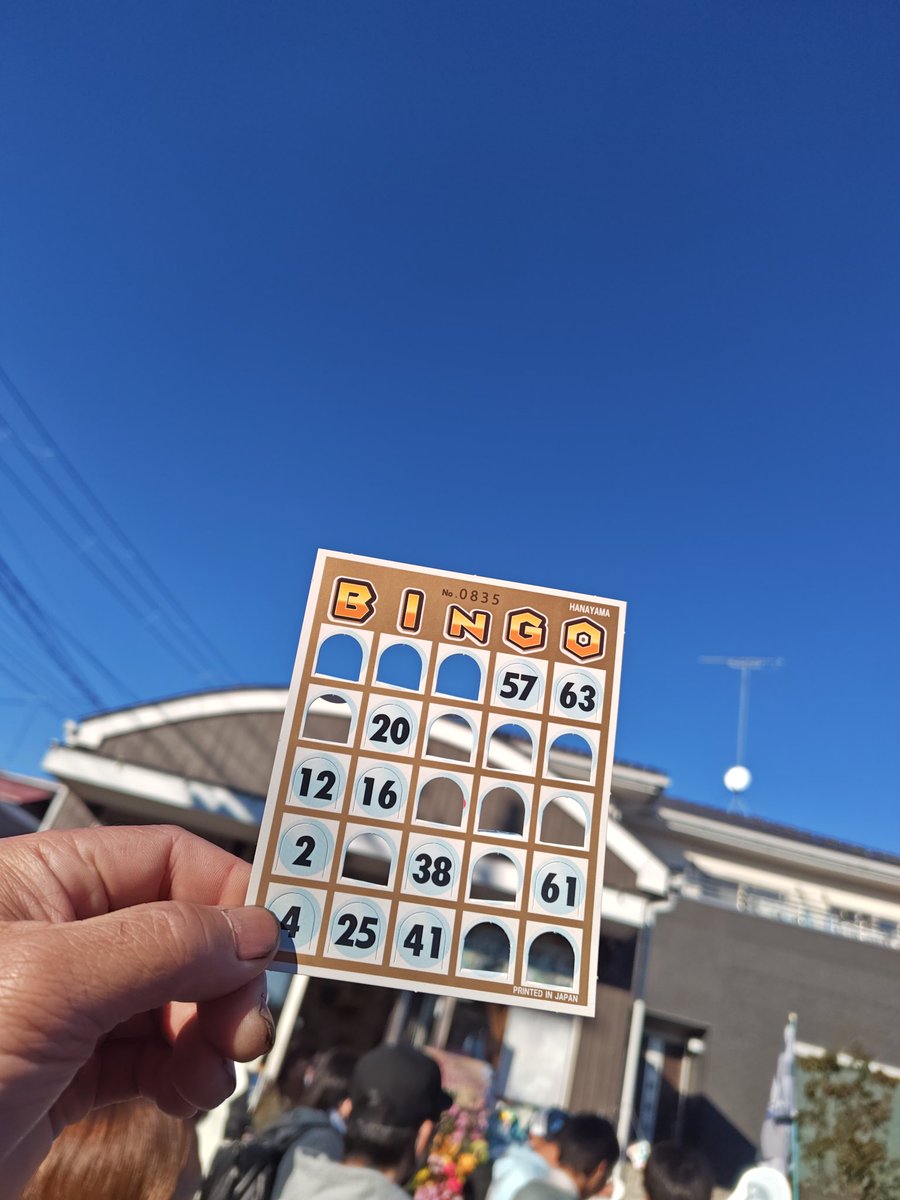 No.0835
HANAYAMA
BINGO
57 63
20
12 16
2 38 61
4 25 41
PRINTED IN JAPAN